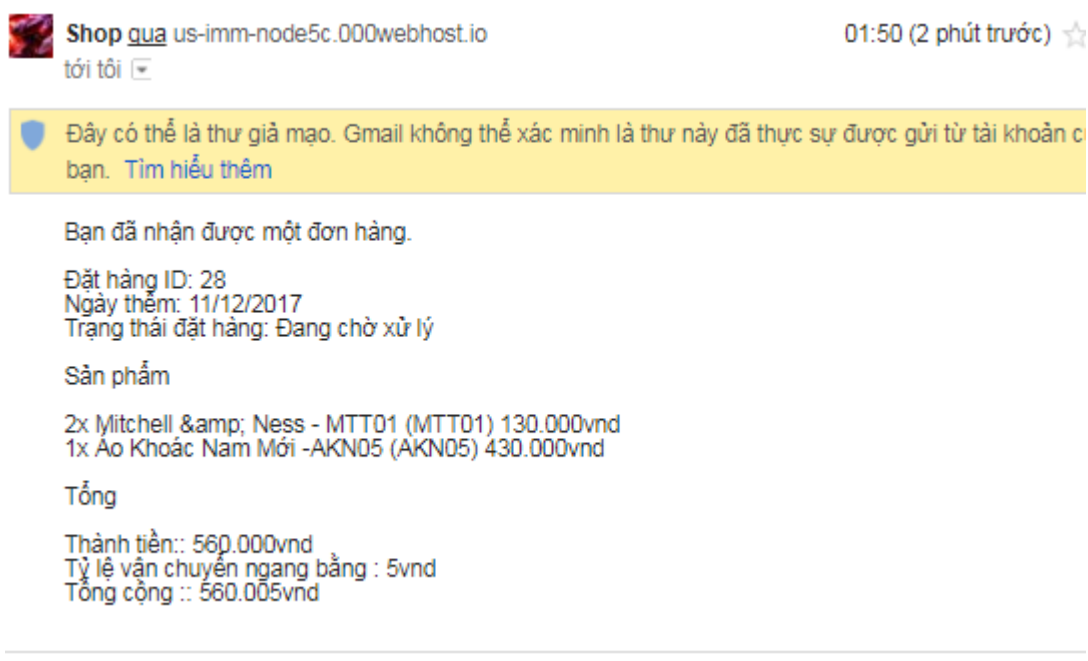 Shop qua us-imm-node5c.000webhost.io 01:50 (2 phút trước)
tới tôi
Đây có thể là thư giả mạo. Gmail không thể xác minh là thư này đã thực sự được gửi từ tài khoản
bạn. Tìm hiểu thêm
Bạn đã nhận được một đơn hàng.
Đặt hàng ID: 28
Ngày thêm: 11/12/2017
Trạng thái đặt hàng: Đang chờ xử lý
Sản phẩm
2x Mitchell &amp; Ness - MTT01 (MTT01) 130.000vnd
1x Áo Khoác Nam Mới -AKN05 (AKN05) 430.000vnd
Tổng
Thành tiền:: 560.000vnd
Tỷ lệ vận chuyển ngang bằng : 5vnd
Tổng cộng :: 560.005vnd